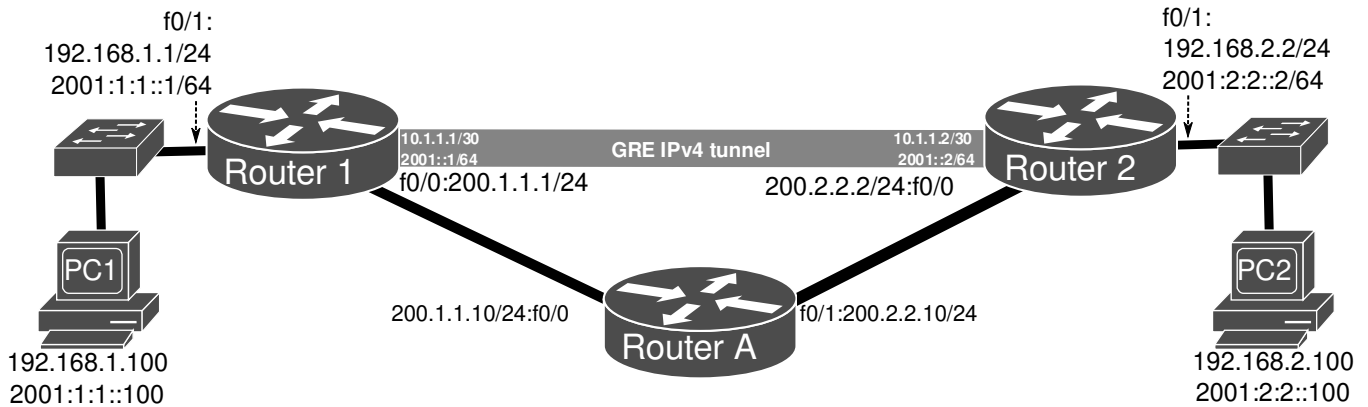 f0/1:
192.168.1.1/24
2001:1:1::1/64
f0/1:
192.168.2.2/24
2001:2:2::2/64
Router 1
10.1.1.1/30
2001::1/64
GRE IPv4 tunnel
10.1.1.2/30
2001::2/64
Router 2
f0/0:200.1.1.1/24
200.2.2.2/24:f0/0
PC1
PC2
200.1.1.10/24:f0/0
f0/1:200.2.2.10/24
Router A
192.168.1.100
2001:1:1::100
192.168.2.100
2001:2:2::100